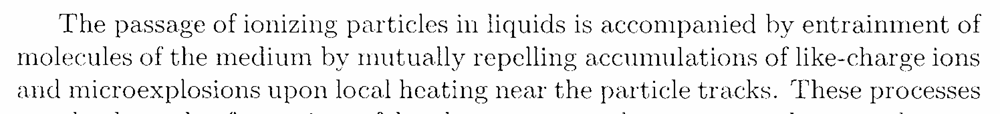 The passage of ionizing particles in liquids is accompanied by entrainment of
molecules of the medium by mutually repelling accumulations of like-charge ions
and microexplosions upon local heating near the particle tracks. These processes